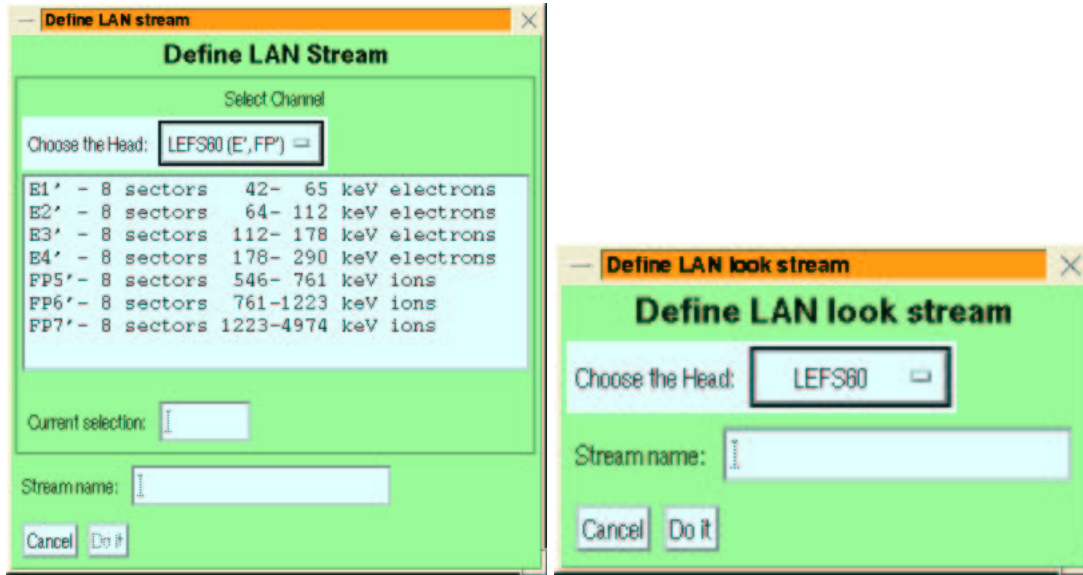 Define LAN stream
Define LAN Stream
Select Channel
Choose the Head: LEFS60 (E', FP')
E1' - 8 sectors 42- 65 keV electrons
E2' - 8 sectors 64- 112 keV electrons
E3' - 8 sectors 112- 178 keV electrons
E4' - 8 sectors 178- 290 keV electrons
FP5'- 8 sectors 546- 761 keV ions
FP6'- 8 sectors 761-1223 keV ions
FP7'- 8 sectors 1223-4974 keV ions
Current selection:
Stream name:
Cancel Do it
Define LAN look stream
Define LAN look stream
Choose the Head: LEFS60
Stream name:
Cancel Do it